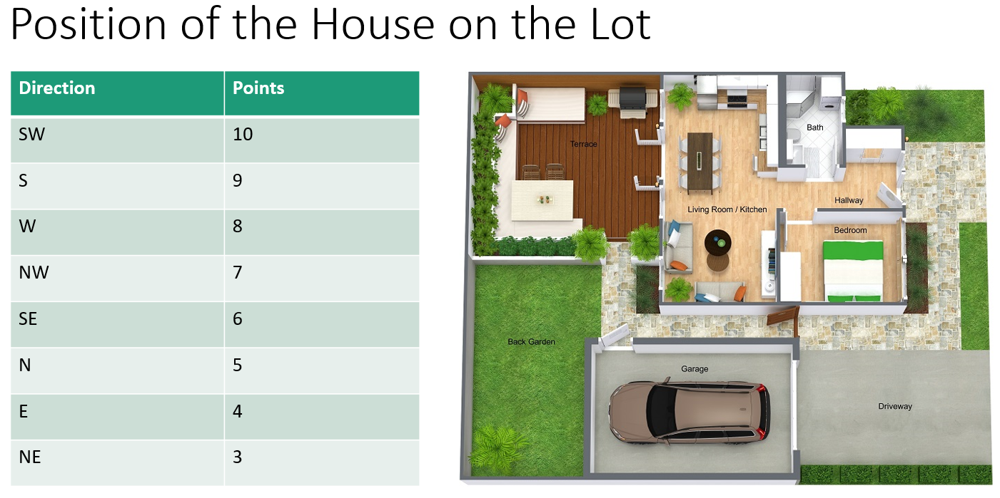 Position of the House on the Lot
Direction Points
SW 10
S 9
W 8
NW 7
SE 6
N 5
E 4
NE 3
Bath
Terrace
Hallway
Living Room / Kitchen
Bedroom
Back Garden
Garage
Driveway